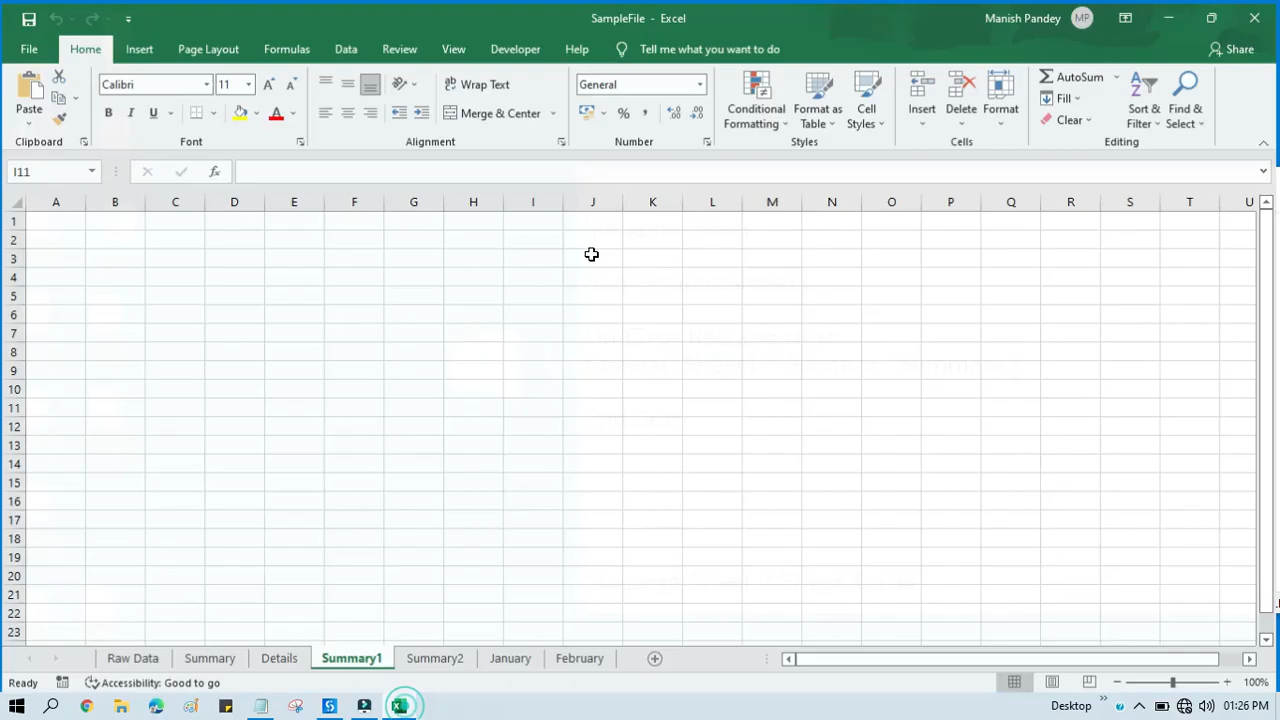 SampleFile - Excel
Manish Pandey MP
File Home Insert Page Layout Formulas Data Review View Developer Help Tell me what you want to do Share
Calibri 11 Wrap Text General AutoSum
Paste B I U Merge & Center % , Conditional Formatting Format as Table Cell Styles Insert Delete Format Fill Clear Sort & Filter Find & Select
Clipboard Font Alignment Number Styles Cells Editing
I11 fx
A B C D E F G H I J K L M N O P Q R S T U
1
2
3
4
5
6
7
8
9
10
11
12
13
14
15
16
17
18
19
20
21
22
23
Raw Data Summary Details Summary1 Summary2 January February
Ready Accessibility: Good to go 100%
Desktop 01:26 PM